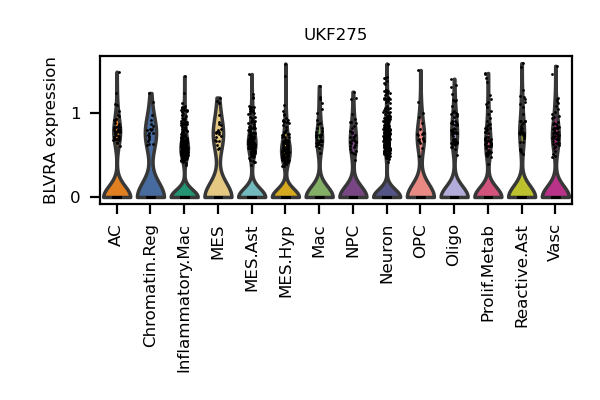 UKF275
BLVRA expression
1
0
AC
Chromatin.Reg
Inflammatory.Mac
MES
MES.Ast
MES.Hyp
Mac
NPC
Neuron
OPC
Oligo
Prolif.Metab
Reactive.Ast
Vasc